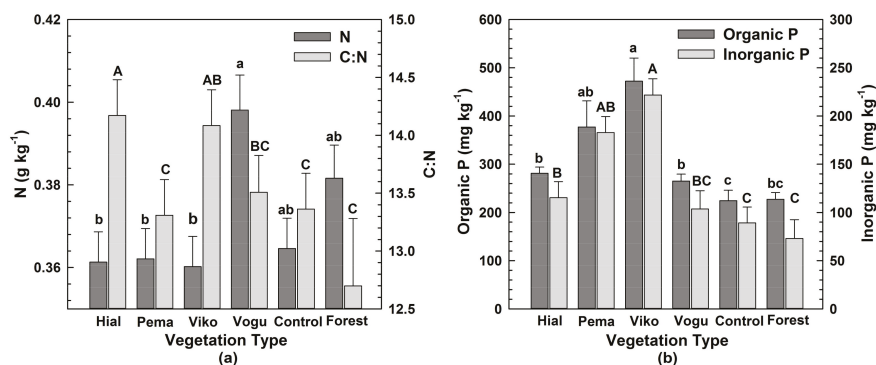 0.42
0.40
0.38
0.36
N (g kg-1)
15.0
14.5
14.0
13.5
13.0
12.5
C:N
N
C:N
b
A
b
C
b
AB
a
BC
ab
C
ab
C
Hial Pema Viko Vogu Control Forest
Vegetation Type
(a)
600
500
400
300
200
100
0
Organic P (mg kg-1)
300
250
200
150
100
50
0
Inorganic P (mg kg-1)
Organic P
Inorganic P
b
B
ab
AB
a
A
b
BC
c
C
bc
C
Hial Pema Viko Vogu Control Forest
Vegetation Type
(b)